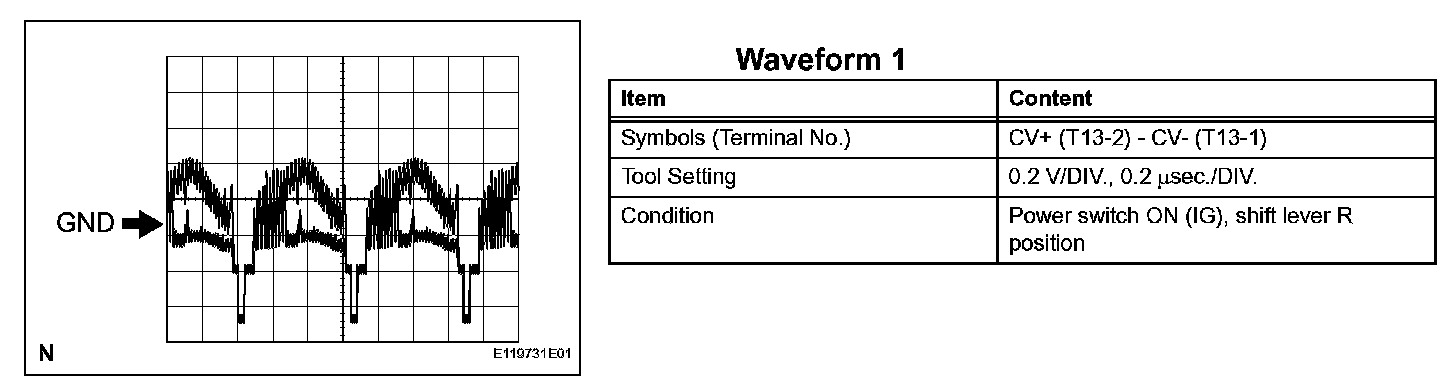 GND
N
E119731E01
Waveform 1
Item Content
Symbols (Terminal No.) CV+ (T13-2) - CV- (T13-1)
Tool Setting 0.2 V/DIV., 0.2 μsec./DIV.
Condition Power switch ON (IG), shift lever R
position